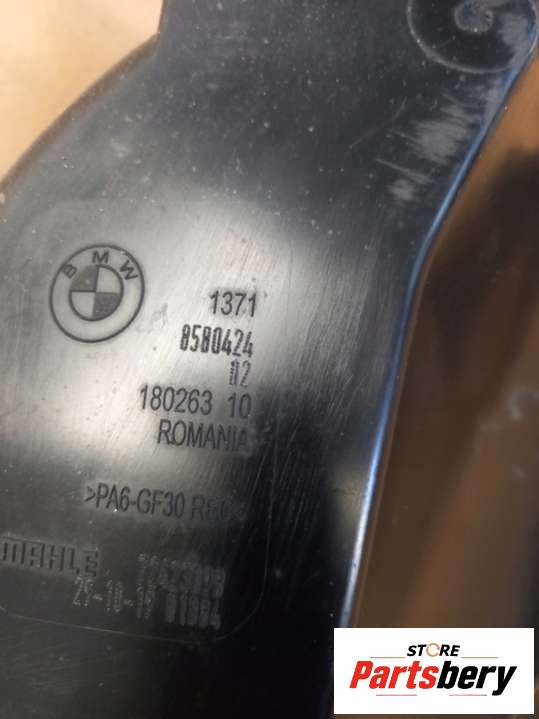 BMW
1371
8580424
02
180263 10
ROMANIA
>PA6-GF30
MAHLE
STORE
Partsbery